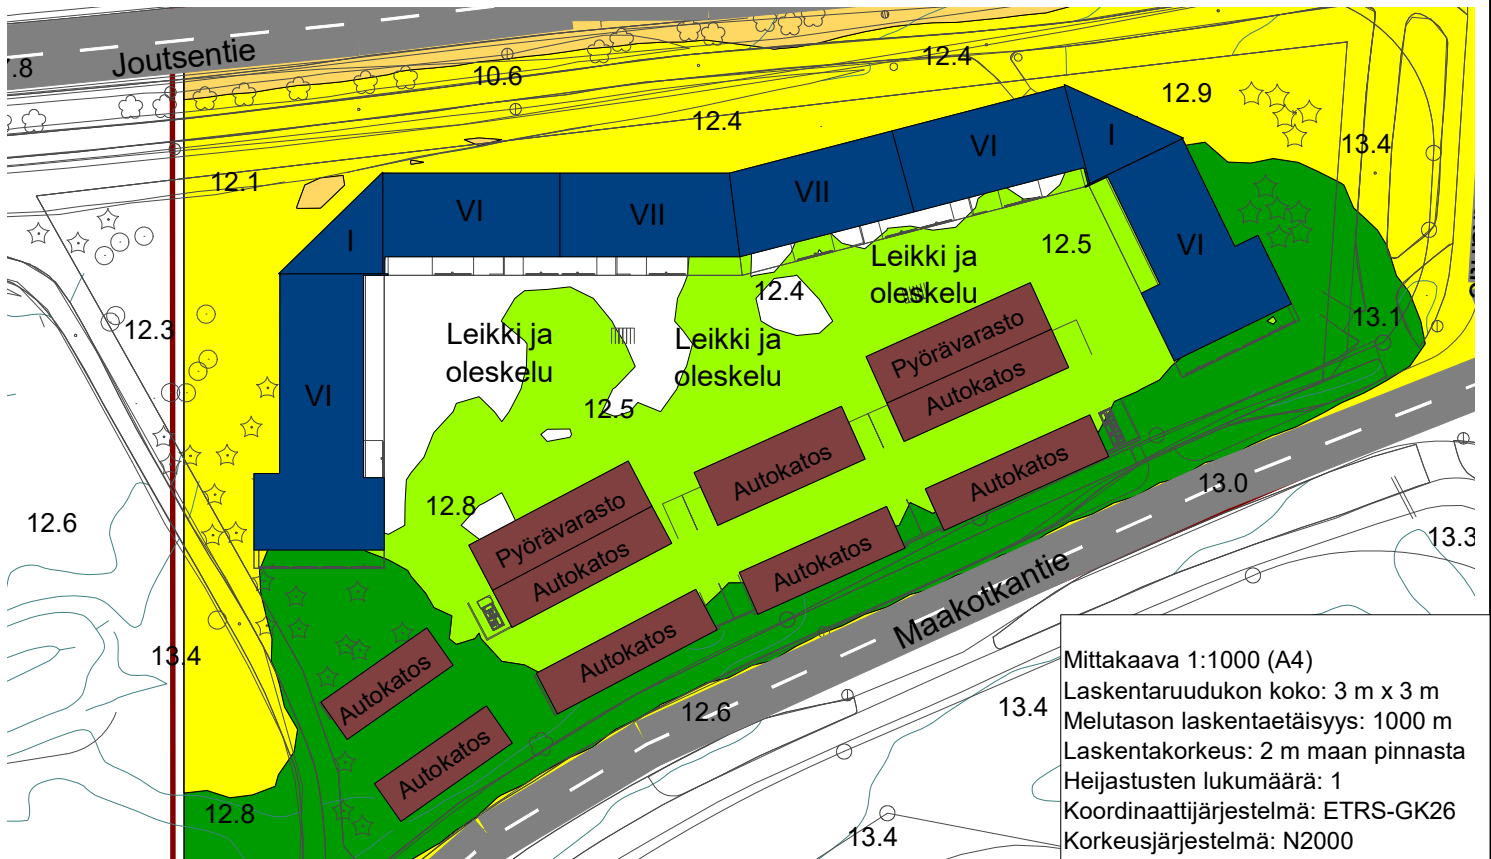 Joutsentie
7.8
10.6
12.4
12.4
12.9
13.4
12.1
VI
VII
VII
VI
I
I
VI
VI
12.5
Leikki ja
oleskelu
12.4
12.3
Leikki ja
oleskelu
Leikki ja
oleskelu
12.5
13.1
Pyörävarasto
Autokatos
Autokatos
Autokatos
12.8
Pyörävarasto
Autokatos
Autokatos
13.0
12.6
13.3
Maakotkantie
Autokatos
13.4
Autokatos
Autokatos
12.6
13.4
12.8
13.4
Mittakaava 1:1000 (A4)
Laskentaruudukon koko: 3 m x 3 m
Melutason laskentaetäisyys: 1000 m
Laskentakorkeus: 2 m maan pinnasta
Heijastusten lukumäärä: 1
Koordinaattijärjestelmä: ETRS-GK26
Korkeusjärjestelmä: N2000